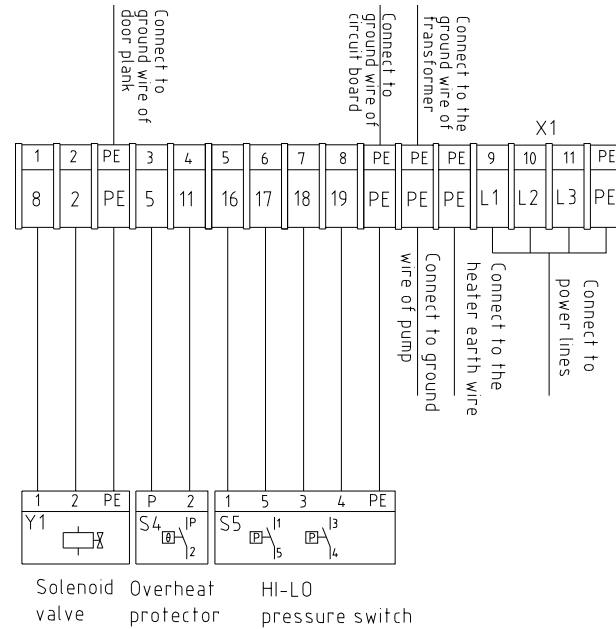 Connect to
ground wire of
door plank
Connect to
ground wire of
circuit board
Connect to the
ground wire of
transformer
X1
1 2 PE 3 4 5 6 7 8 PE PE PE 9 10 11 PE
8 2 PE 5 11 16 17 18 19 PE PE PE L1 L2 L3 PE
Connect to ground
wire of pump
Connect to the
heater earth wire
Connect to
power lines
1 2 PE P 2 1 5 3 4 PE
Y1 S4 θ P 2 S5 P 1 5 P 3 4
Solenoid
valve
Overheat
protector
HI-LO
pressure switch